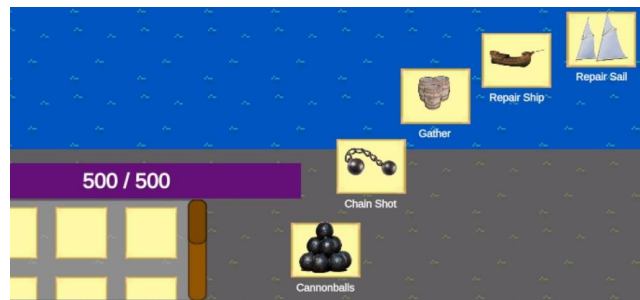 Repair Sail
Repair Ship
Gather
500 / 500
Chain Shot
Cannonballs